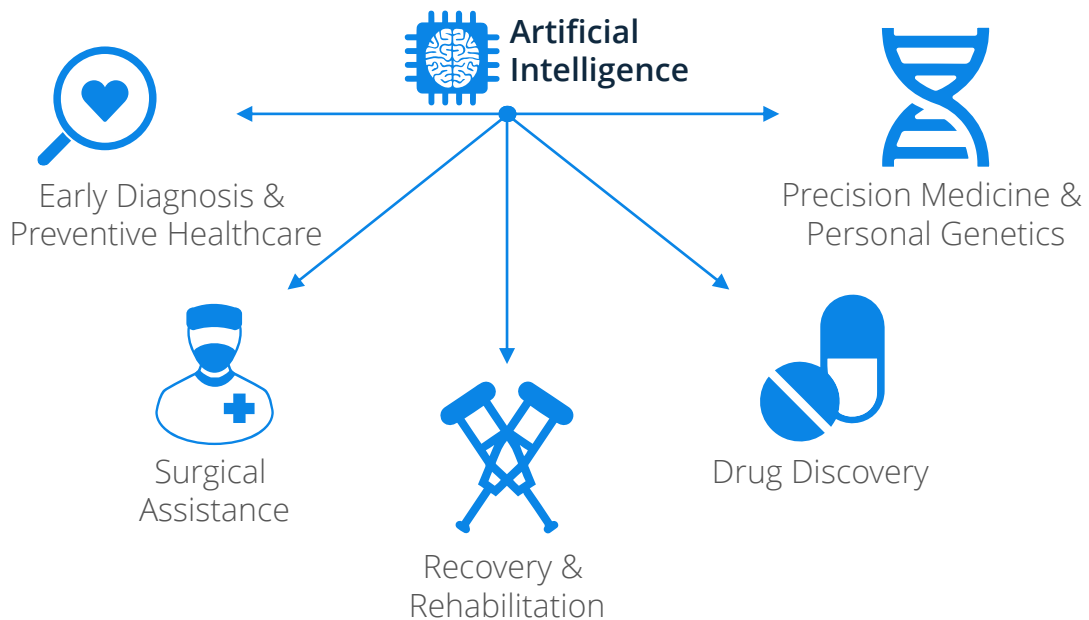 Artificial
Intelligence
Early Diagnosis &
Preventive Healthcare
Precision Medicine &
Personal Genetics
Surgical
Assistance
Drug Discovery
Recovery &
Rehabilitation